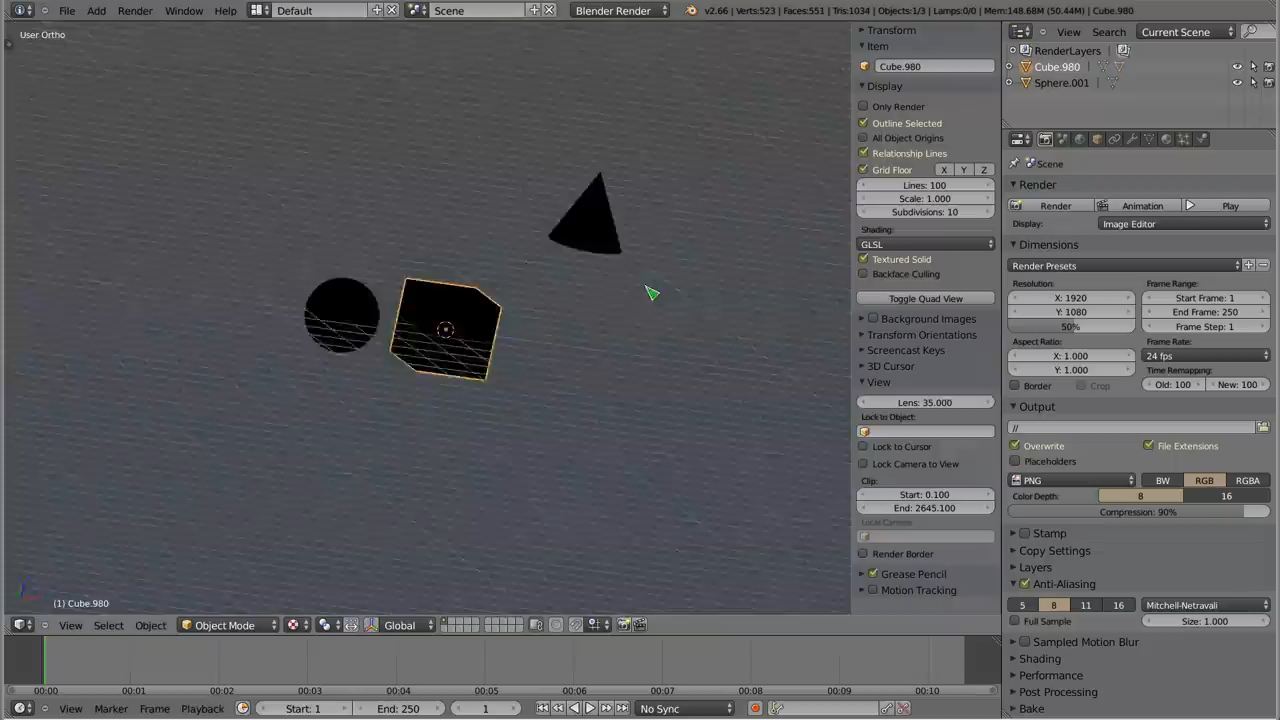 File Add Render Window Help Default Scene Blender Render v2.66 | Verts:523 | Faces:551 | Tris:1034 | Objects:1/3 | Lamps:0/0 | Mem:148.68M (50.44M) | Cube.980
User Ortho
(1) Cube.980
View Select Object Object Mode Global
Transform
Item
Cube.980
Display
Only Render
Outline Selected
All Object Origins
Relationship Lines
Grid Floor X Y Z
Lines: 100
Scale: 1.000
Subdivisions: 10
Shading:
GLSL
Textured Solid
Backface Culling
Toggle Quad View
Background Images
Transform Orientations
Screencast Keys
3D Cursor
View
Lens: 35.000
Lock to Object:
Lock to Cursor
Lock Camera to View
Clip:
Start: 0.100
End: 2645.100
Local Camera:
Render Border
Grease Pencil
Motion Tracking
View Search Current Scene
RenderLayers
Cube.980
Sphere.001
Scene
Render
Render Animation Play
Display: Image Editor
Dimensions
Render Presets
Resolution: Frame Range:
X: 1920 Start Frame: 1
Y: 1080 End Frame: 250
50% Frame Step: 1
Aspect Ratio: Frame Rate:
X: 1.000 24 fps
Y: 1.000 Time Remapping:
Border Crop Old: 100 New: 100
Output
//
Overwrite File Extensions
Placeholders
PNG BW RGB RGBA
Color Depth: 8 16
Compression: 90%
Stamp
Copy Settings
Layers
Anti-Aliasing
5 8 11 16 Mitchell-Netravali
Full Sample Size: 1.000
Sampled Motion Blur
Shading
Performance
Post Processing
Bake
00:00 00:01 00:02 00:03 00:04 00:05 00:06 00:07 00:08 00:09 00:10
View Marker Frame Playback Start: 1 End: 250 1 No Sync